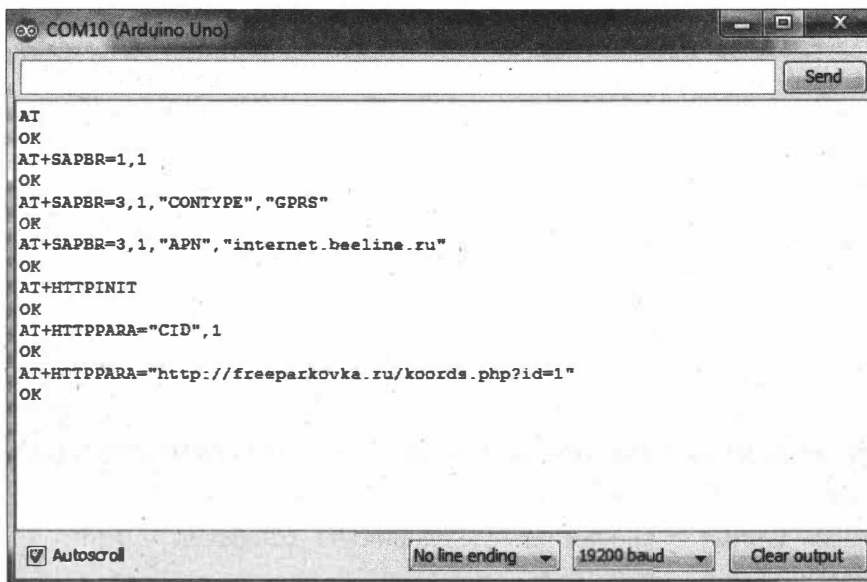 COM10 (Arduino Uno)
Send
AT
OK
AT+SAPBR=1,1
OK
AT+SAPBR=3,1,"CONTYPE","GPRS"
OK
AT+SAPBR=3,1,"APN","internet.beeline.ru"
OK
AT+HTTPINIT
OK
AT+HTTPPARA="CID",1
OK
AT+HTTPPARA="http://freeparkovka.ru/koords.php?id=1"
OK
Autoscroll
No line ending
19200 baud
Clear output